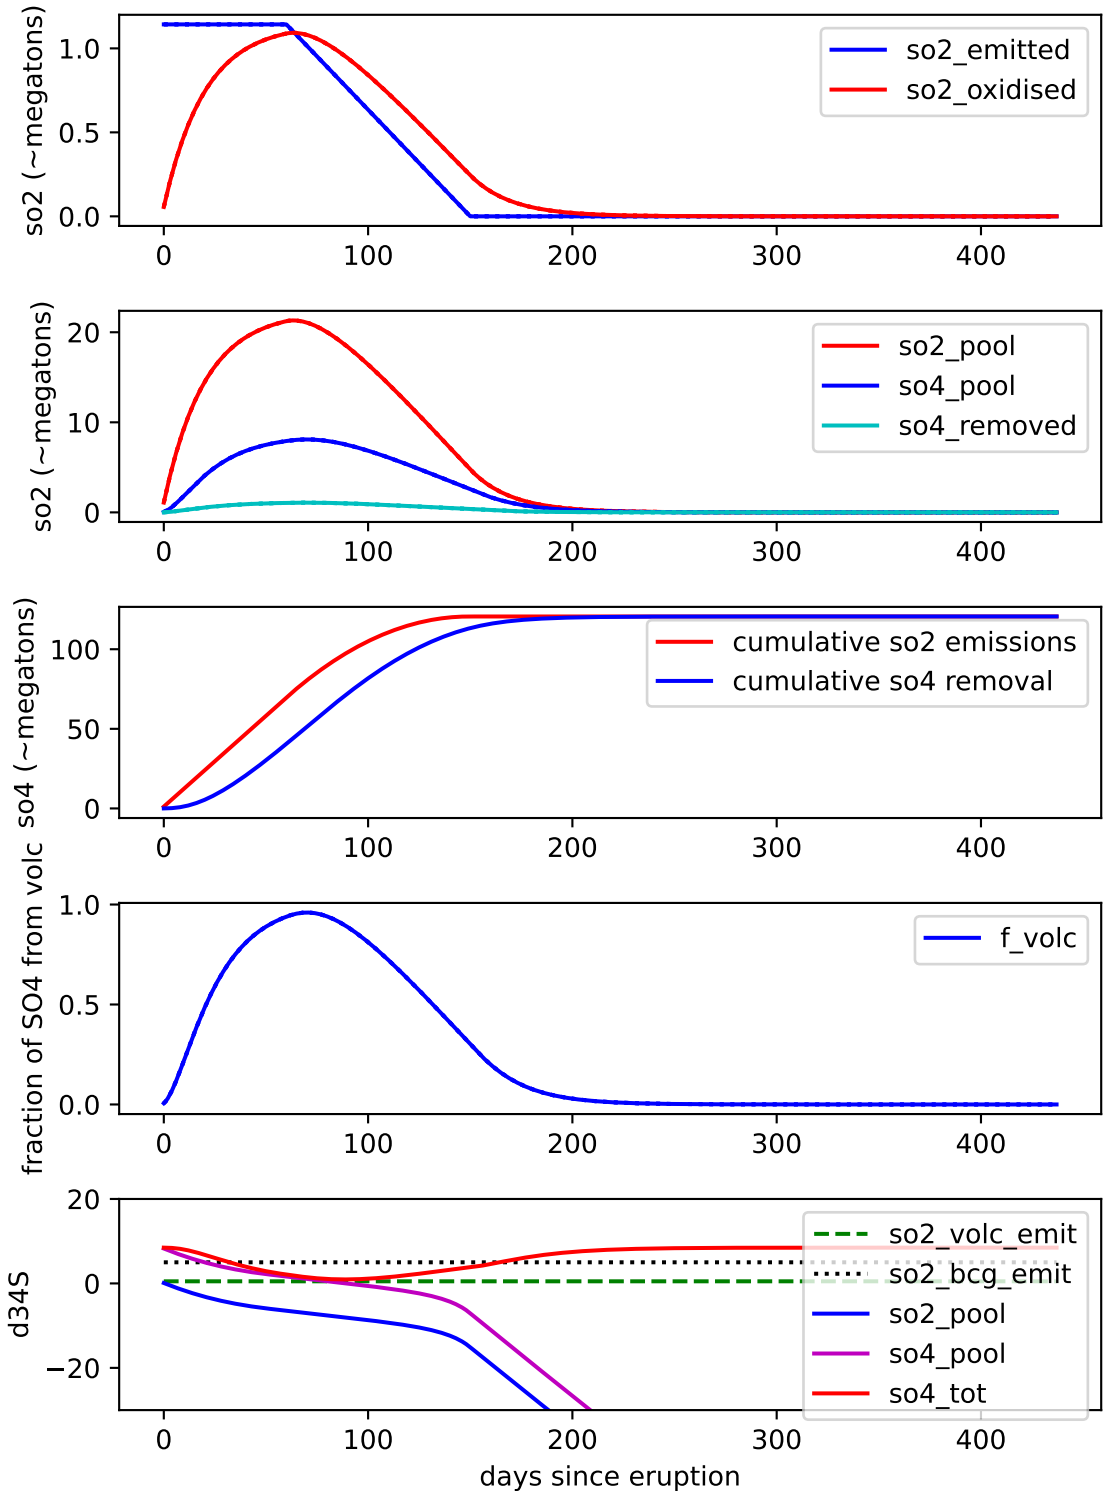 so2 (~megatons)
1.0
0.5
0.0
so2_emitted
so2_oxidised
0
100
200
300
400
so2 (~megatons)
20
10
0
so2_pool
so4_pool
so4_removed
0
100
200
300
400
so4 (~megatons)
100
50
0
cumulative so2 emissions
cumulative so4 removal
0
100
200
300
400
fraction of SO4 from volc
1.0
0.5
0.0
f_volc
0
100
200
300
400
d34S
20
0
−20
so2_volc_emit
so2_bcg_emit
so2_pool
so4_pool
so4_tot
0
100
200
300
400
days since eruption